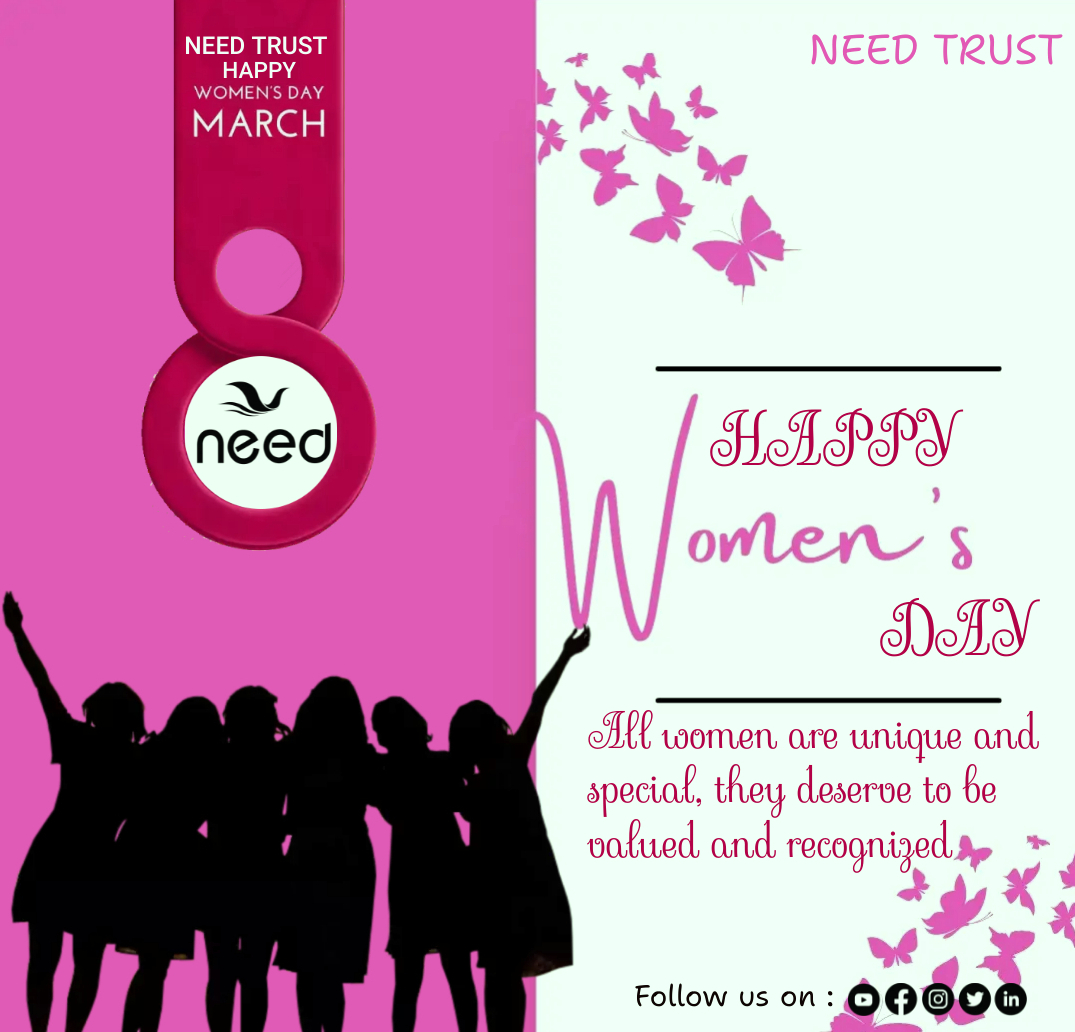 NEED TRUST
HAPPY
WOMEN'S DAY
MARCH
need
NEED TRUST
HAPPY
Women's
DAY
All women are unique and
special, they deserve to be
valued and recognized
Follow us on :